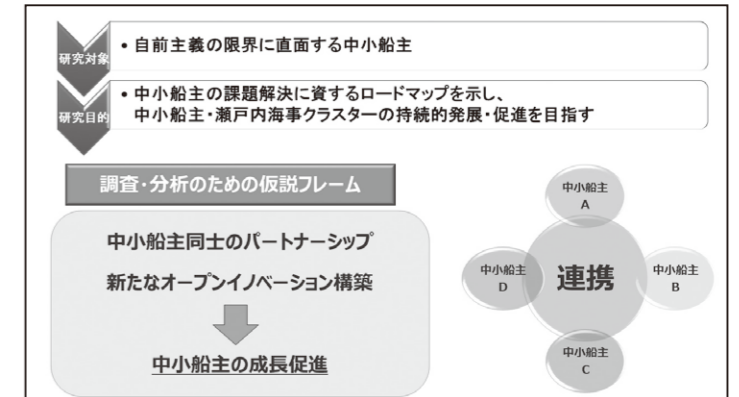 研究対象
・自前主義の限界に直面する中小船主
研究目的
・中小船主の課題解決に資するロードマップを示し、
中小船主・瀬戸内海事クラスターの持続的発展・促進を目指す
調査・分析のための仮説フレーム
中小船主同士のパートナーシップ
新たなオープンイノベーション構築
中小船主の成長促進
中小船主
A
中小船主
D
連携
中小船主
B
中小船主
C